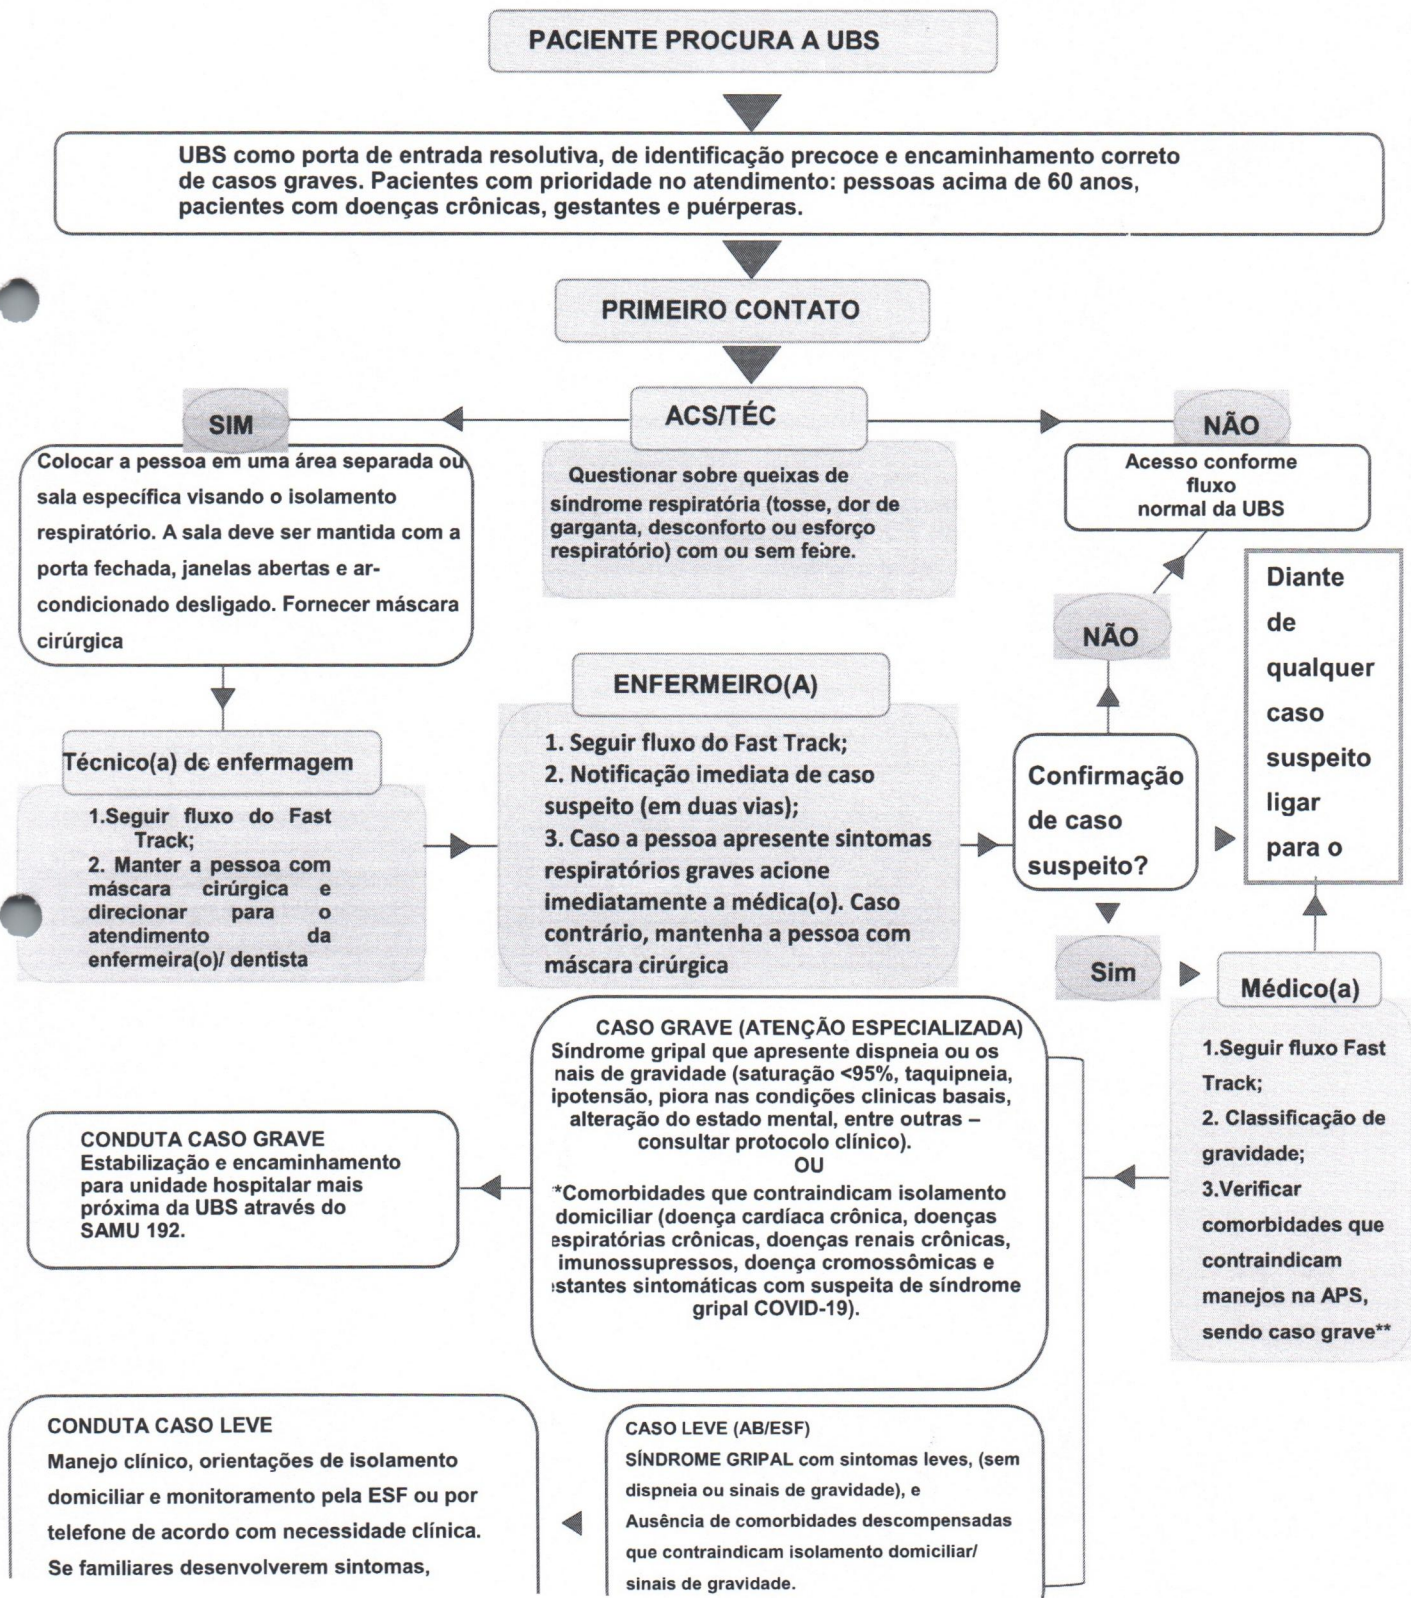 PACIENTE PROCURA A UBS
UBS como porta de entrada resolutiva, de identificação precoce e encaminhamento correto
de casos graves. Pacientes com prioridade no atendimento: pessoas acima de 60 anos,
pacientes com doenças crônicas, gestantes e puérperas.
PRIMEIRO CONTATO
ACS/TÉC
Questionar sobre queixas de
síndrome respiratória (tosse, dor de
garganta, desconforto ou esforço
respiratório) com ou sem febre.
SIM
Colocar a pessoa em uma área separada ou
sala específica visando o isolamento
respiratório. A sala deve ser mantida com a
porta fechada, janelas abertas e ar-
condicionado desligado. Fornecer máscara
cirúrgica
NÃO
Acesso conforme
fluxo
normal da UBS
Técnico(a) de enfermagem
1.Seguir fluxo do Fast
Track;
2. Manter a pessoa com
máscara cirúrgica e
direcionar para o
atendimento da
enfermeira(o)/ dentista
ENFERMEIRO(A)
1. Seguir fluxo do Fast Track;
2. Notificação imediata de caso
suspeito (em duas vias);
3. Caso a pessoa apresente sintomas
respiratórios graves acione
imediatamente a médica(o). Caso
contrário, mantenha a pessoa com
máscara cirúrgica
Confirmação
de caso
suspeito?
NÃO
Sim
Diante
de
qualquer
caso
suspeito
ligar
para o
Médico(a)
1.Seguir fluxo Fast
Track;
2. Classificação de
gravidade;
3.Verificar
comorbidades que
contraindicam
manejos na APS,
sendo caso grave**
CASO GRAVE (ATENÇÃO ESPECIALIZADA)
Síndrome gripal que apresente dispneia ou os
nais de gravidade (saturação <95%, taquipneia,
ipotensão, piora nas condições clinicas basais,
alteração do estado mental, entre outras –
consultar protocolo clínico).
OU
*Comorbidades que contraindicam isolamento
domiciliar (doença cardíaca crônica, doenças
espiratórias crônicas, doenças renais crônicas,
imunossupressos, doença cromossômicas e
estantes sintomáticas com suspeita de síndrome
gripal COVID-19).
CONDUTA CASO GRAVE
Estabilização e encaminhamento
para unidade hospitalar mais
próxima da UBS através do
SAMU 192.
CASO LEVE (AB/ESF)
SÍNDROME GRIPAL com sintomas leves, (sem
dispneia ou sinais de gravidade), e
Ausência de comorbidades descompensadas
que contraindicam isolamento domiciliar/
sinais de gravidade.
CONDUTA CASO LEVE
Manejo clínico, orientações de isolamento
domiciliar e monitoramento pela ESF ou por
telefone de acordo com necessidade clínica.
Se familiares desenvolverem sintomas,